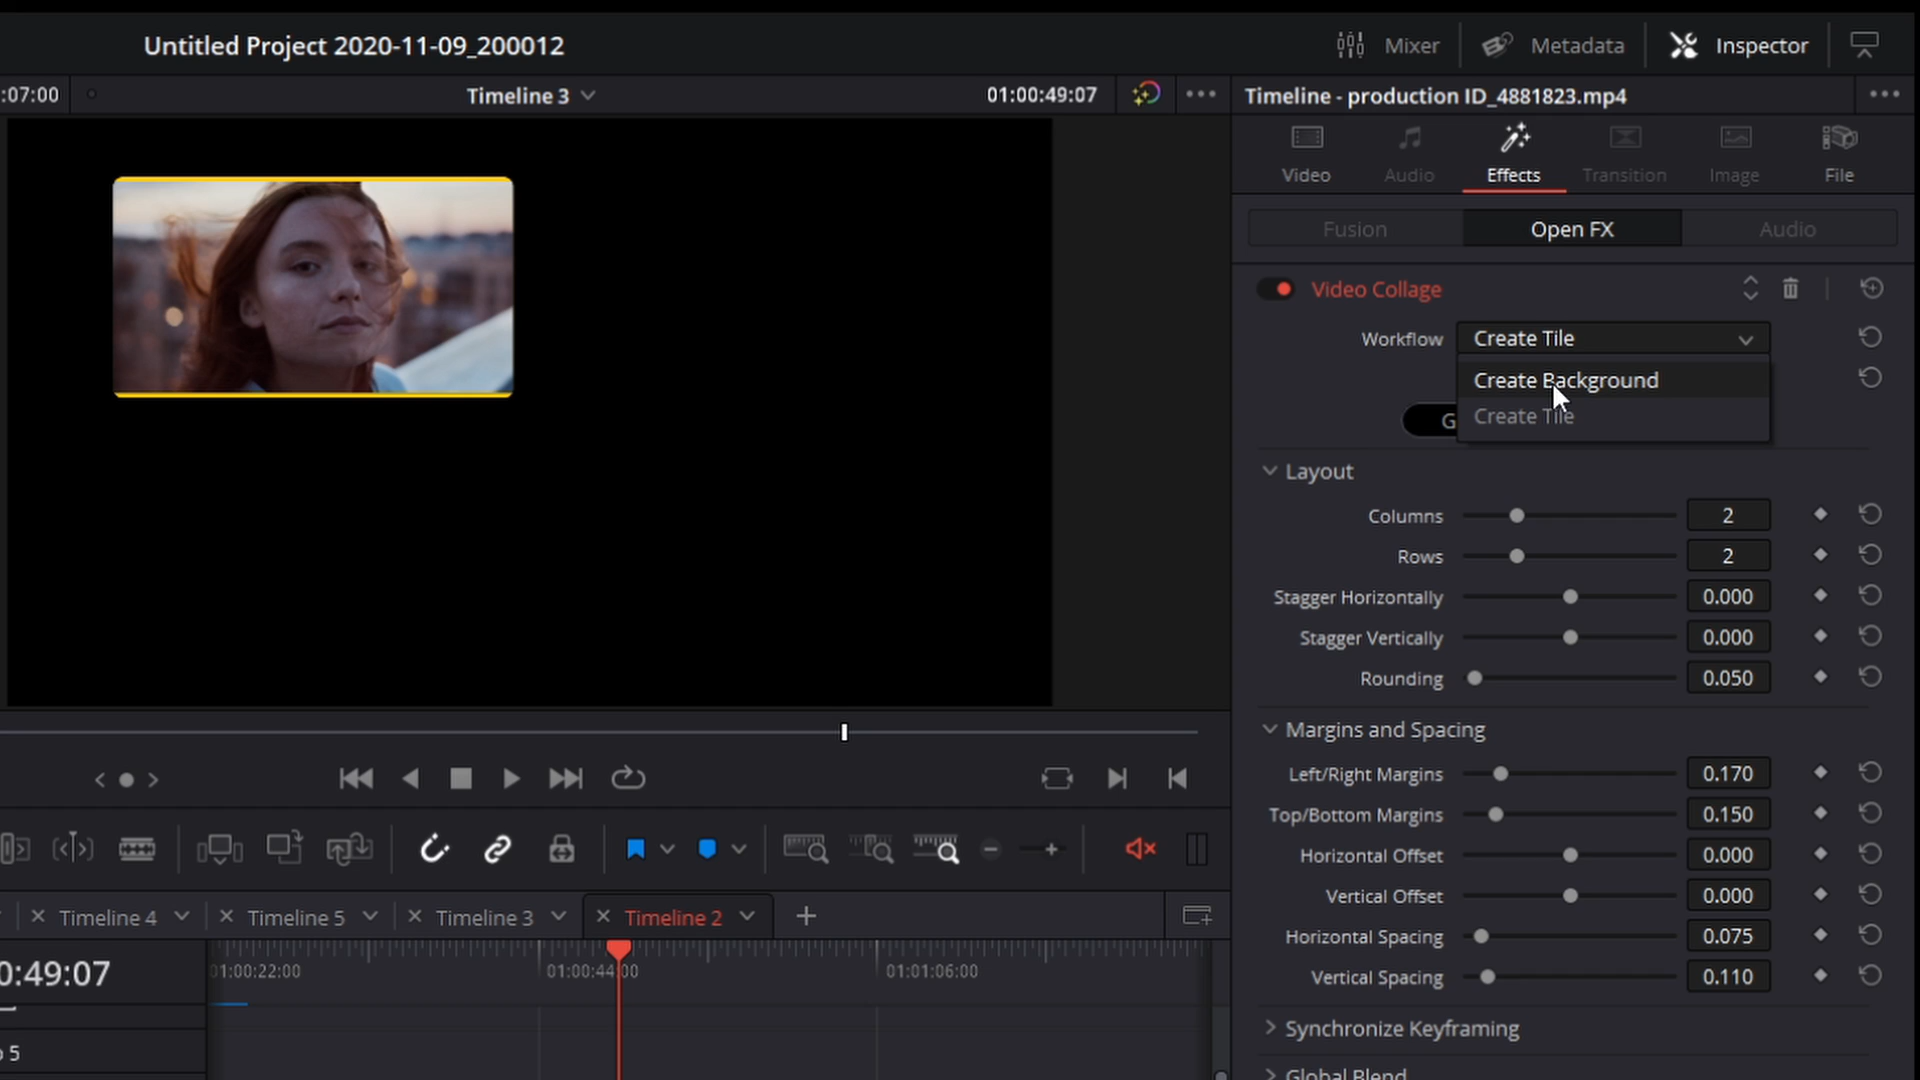 Untitled Project 2020-11-09_200012
Mixer
Metadata
Inspector
:07:00
Timeline 3
01:00:49:07
Timeline - production ID_4881823.mp4
Video
Audio
Effects
Transition
Image
File
Fusion
Open FX
Audio
Video Collage
Workflow
Create Tile
Create Background
Create Tile
G
Layout
Columns
2
Rows
2
Stagger Horizontally
0.000
Stagger Vertically
0.000
Rounding
0.050
Margins and Spacing
Left/Right Margins
0.170
Top/Bottom Margins
0.150
Horizontal Offset
0.000
Vertical Offset
0.000
Horizontal Spacing
0.075
Vertical Spacing
0.110
Synchronize Keyframing
Global Blend
Timeline 4
Timeline 5
Timeline 3
Timeline 2
0:49:07
01:00:22:00
01:00:44:00
01:01:06:00
5